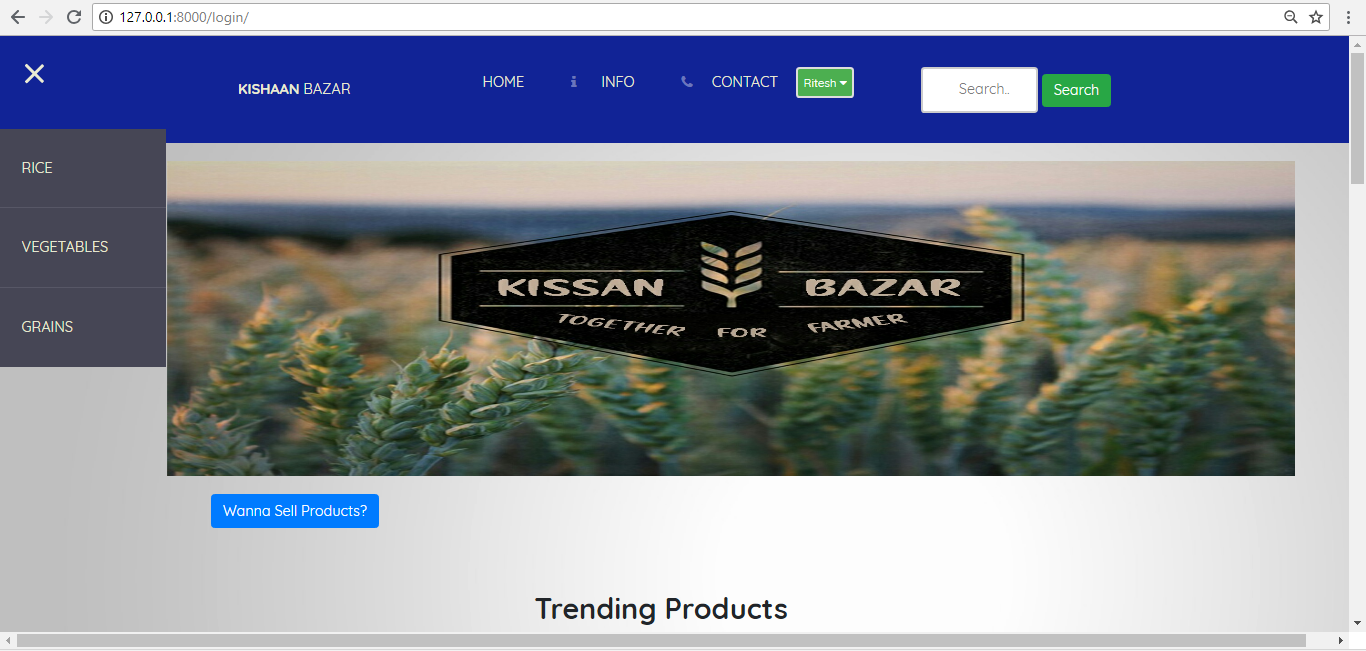 127.0.0.1:8000/login/
KISHAAN BAZAR
HOME
INFO
CONTACT
Ritesh
Search..
Search
RICE
VEGETABLES
GRAINS
KISSAN BAZAR
TOGETHER FOR FARMER
Wanna Sell Products?
Trending Products